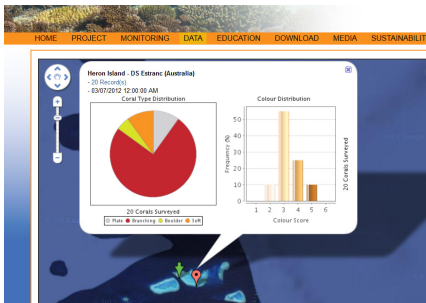 HOME PROJECT MONITORING DATA EDUCATION DOWNLOAD MEDIA SUSTAINABILIT
Heron Island - DS Estranc (Australia)
- 20 Record(s)
- 03/07/2012 12:00:00 AM
Coral Type Distribution
20 Corals Surveyed
Plate Branching Boulder Soft
Colour Distribution
Frequency (%)
50
40
30
20
10
0
1 2 3 4 5 6
Colour Score
20 Corals Surveyed